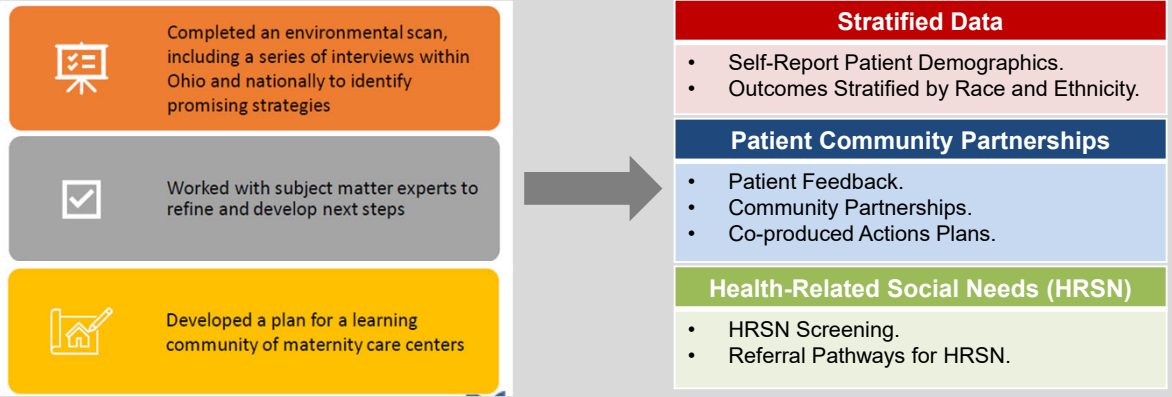 Completed an environmental scan,
including a series of interviews within
Ohio and nationally to identify
promising strategies
Worked with subject matter experts to
refine and develop next steps
Developed a plan for a learning
community of maternity care centers
Stratified Data
• Self-Report Patient Demographics.
• Outcomes Stratified by Race and Ethnicity.
Patient Community Partnerships
• Patient Feedback.
• Community Partnerships.
• Co-produced Actions Plans.
Health-Related Social Needs (HRSN)
• HRSN Screening.
• Referral Pathways for HRSN.